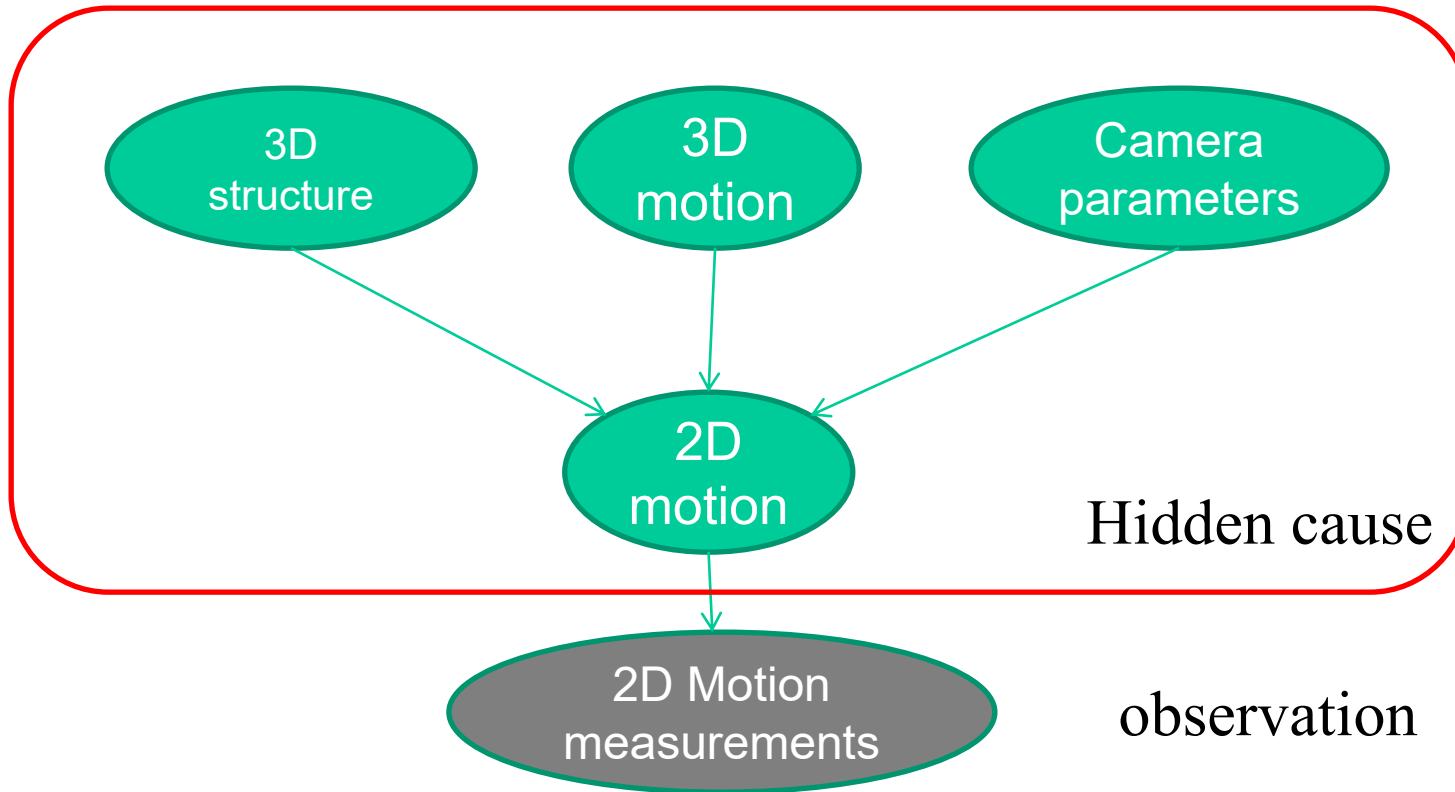 3D
structure
3D
motion
Camera
parameters
2D
motion
Hidden cause
2D Motion
measurements
observation